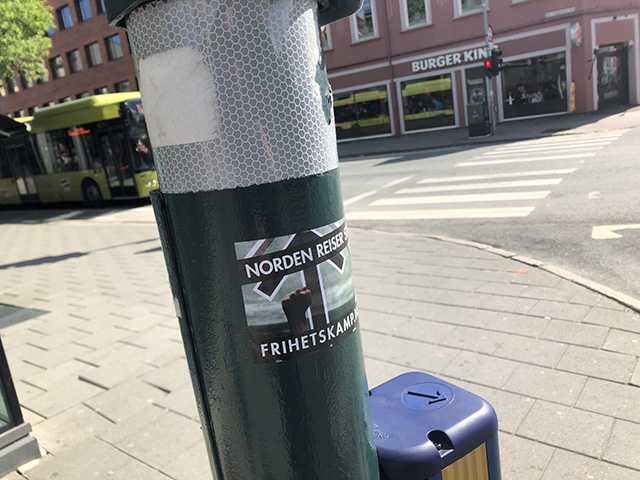 BURGER KIN
NORDEN REISER S
FRIHETSKAMP.